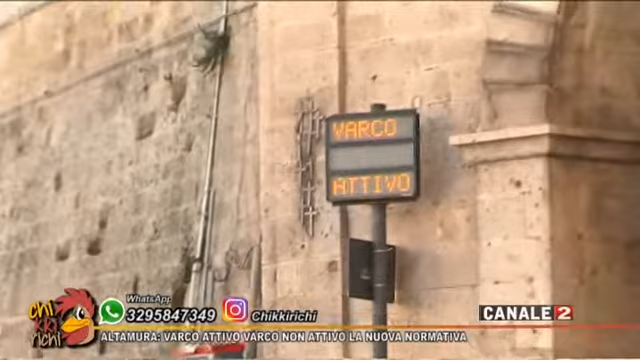 VARCO
ATTIVO
CHI
KKI
RICHI
WhatsApp
3295847349
Chikkirichi
CANALE 2
ALTAMURA: VARCO ATTIVO VARCO NON ATTIVO LA NUOVA NORMATIVA